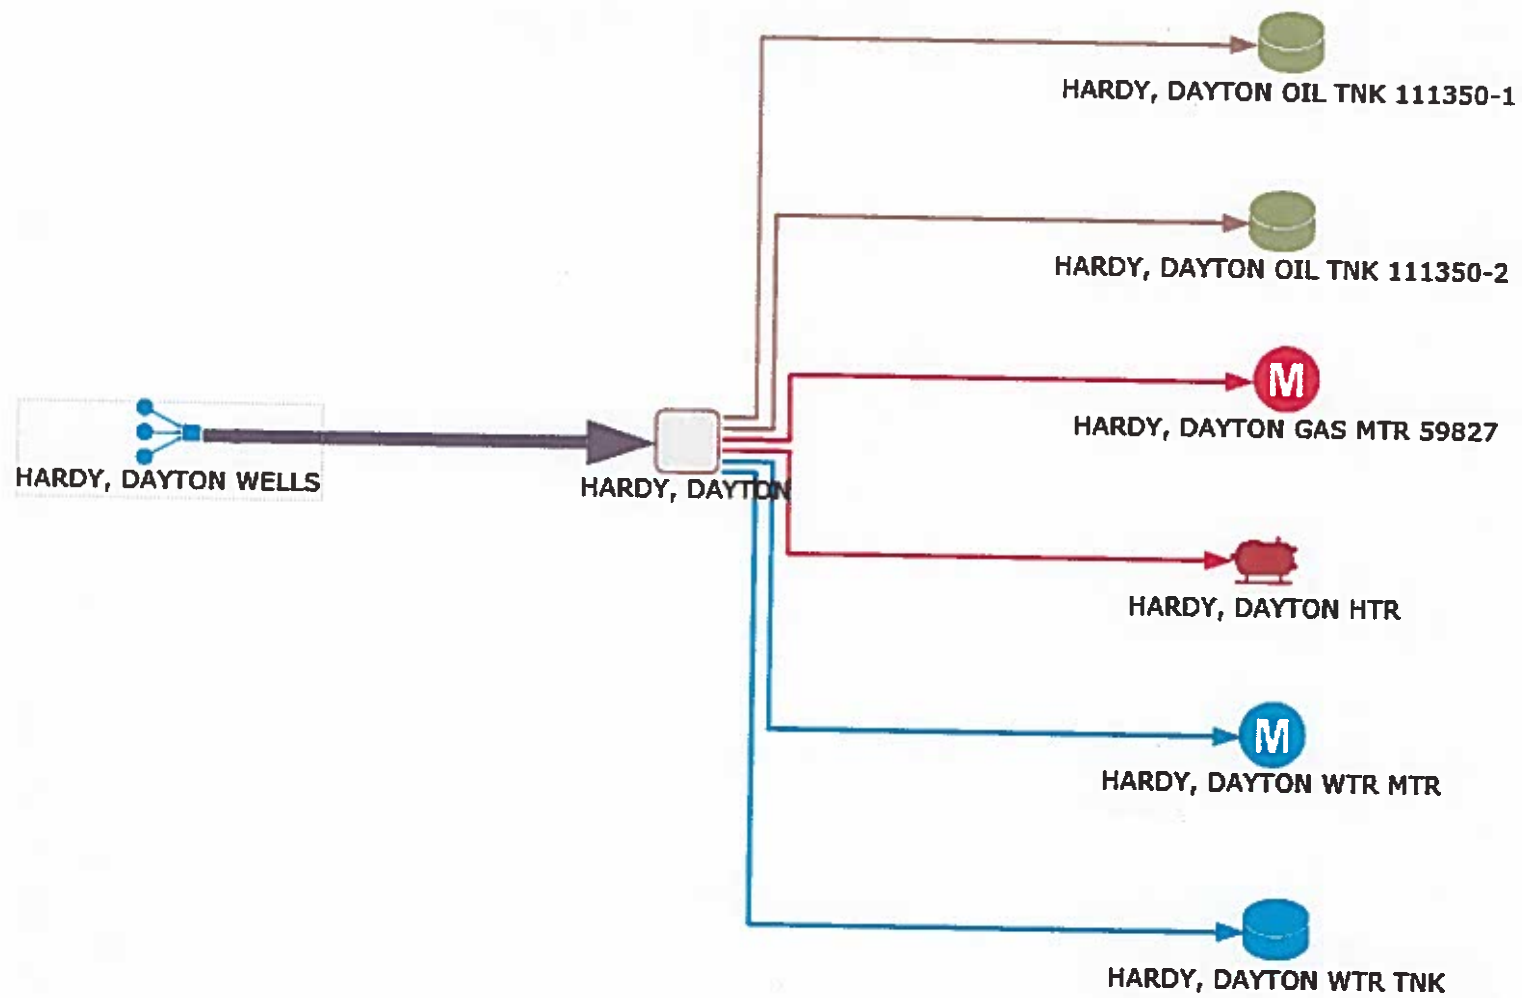 HARDY, DAYTON OIL TNK 111350-1
HARDY, DAYTON OIL TNK 111350-2
M
HARDY, DAYTON GAS MTR 59827
HARDY, DAYTON WELLS
HARDY, DAYTON
HARDY, DAYTON HTR
M
HARDY, DAYTON WTR MTR
HARDY, DAYTON WTR TNK